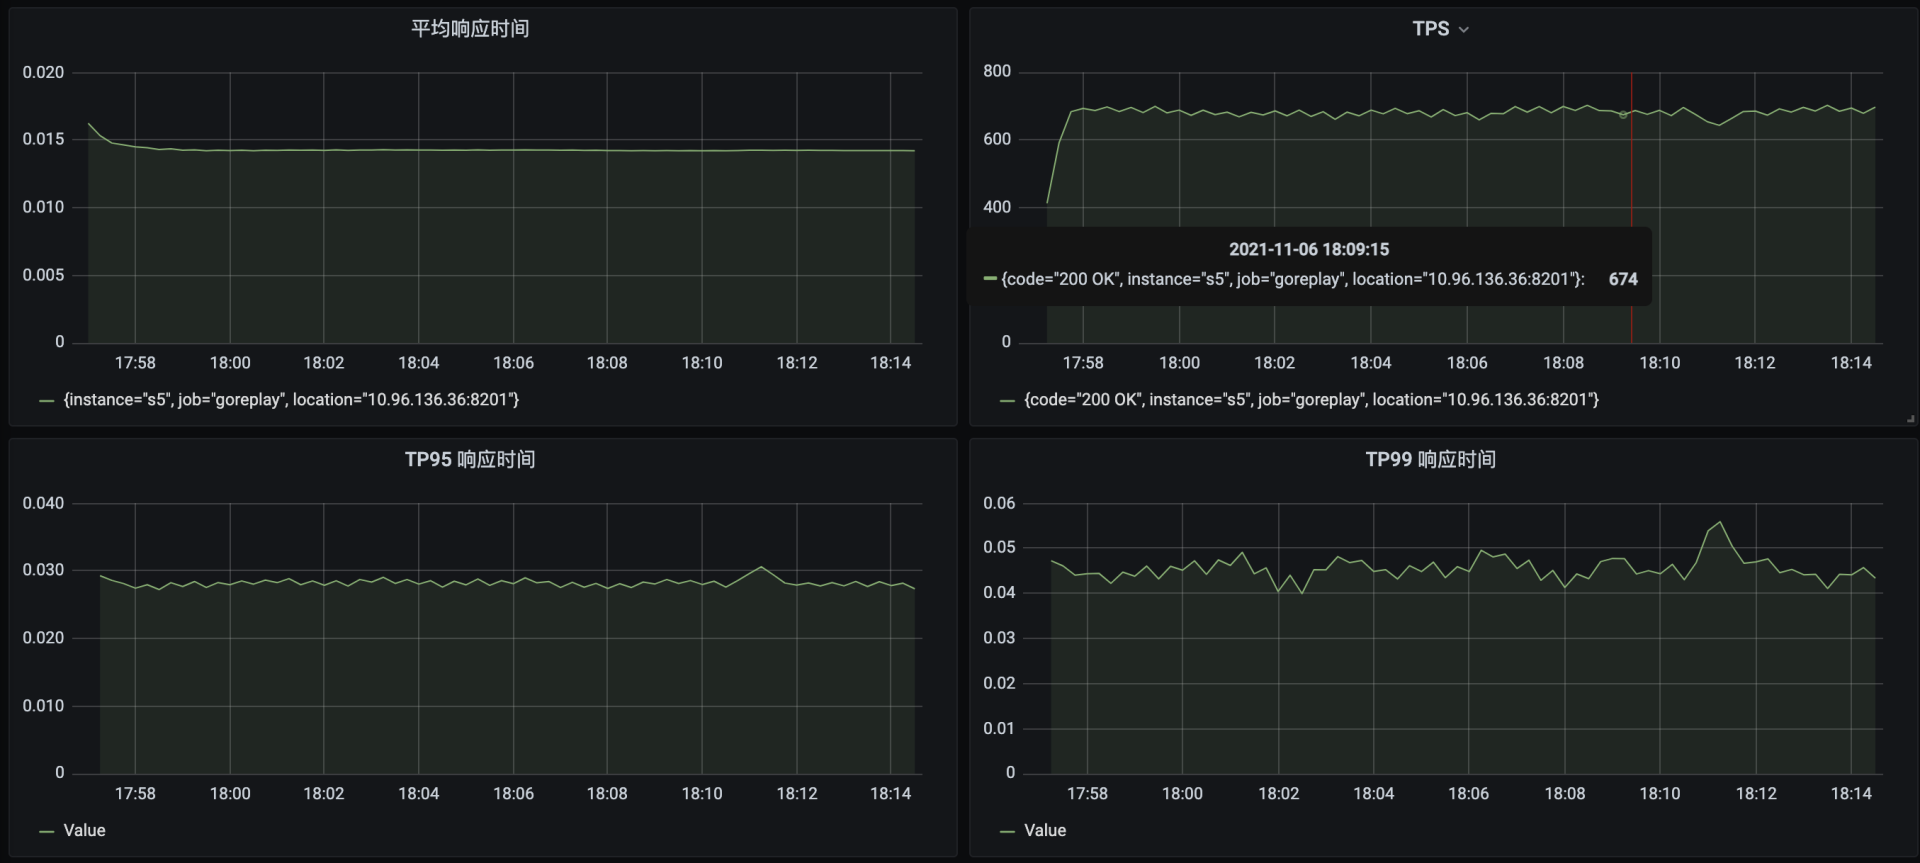 平均响应时间
0.020
0.015
0.010
0.005
0
17:58 18:00 18:02 18:04 18:06 18:08 18:10 18:12 18:14
{instance="s5", job="goreplay", location="10.96.136.36:8201"}
TPS
800
600
400
0
2021-11-06 18:09:15
{code="200 OK", instance="s5", job="goreplay", location="10.96.136.36:8201"}: 674
17:58 18:00 18:02 18:04 18:06 18:08 18:10 18:12 18:14
{code="200 OK", instance="s5", job="goreplay", location="10.96.136.36:8201"}
TP95 响应时间
0.040
0.030
0.020
0.010
0
17:58 18:00 18:02 18:04 18:06 18:08 18:10 18:12 18:14
Value
TP99 响应时间
0.06
0.05
0.04
0.03
0.02
0.01
0
17:58 18:00 18:02 18:04 18:06 18:08 18:10 18:12 18:14
Value